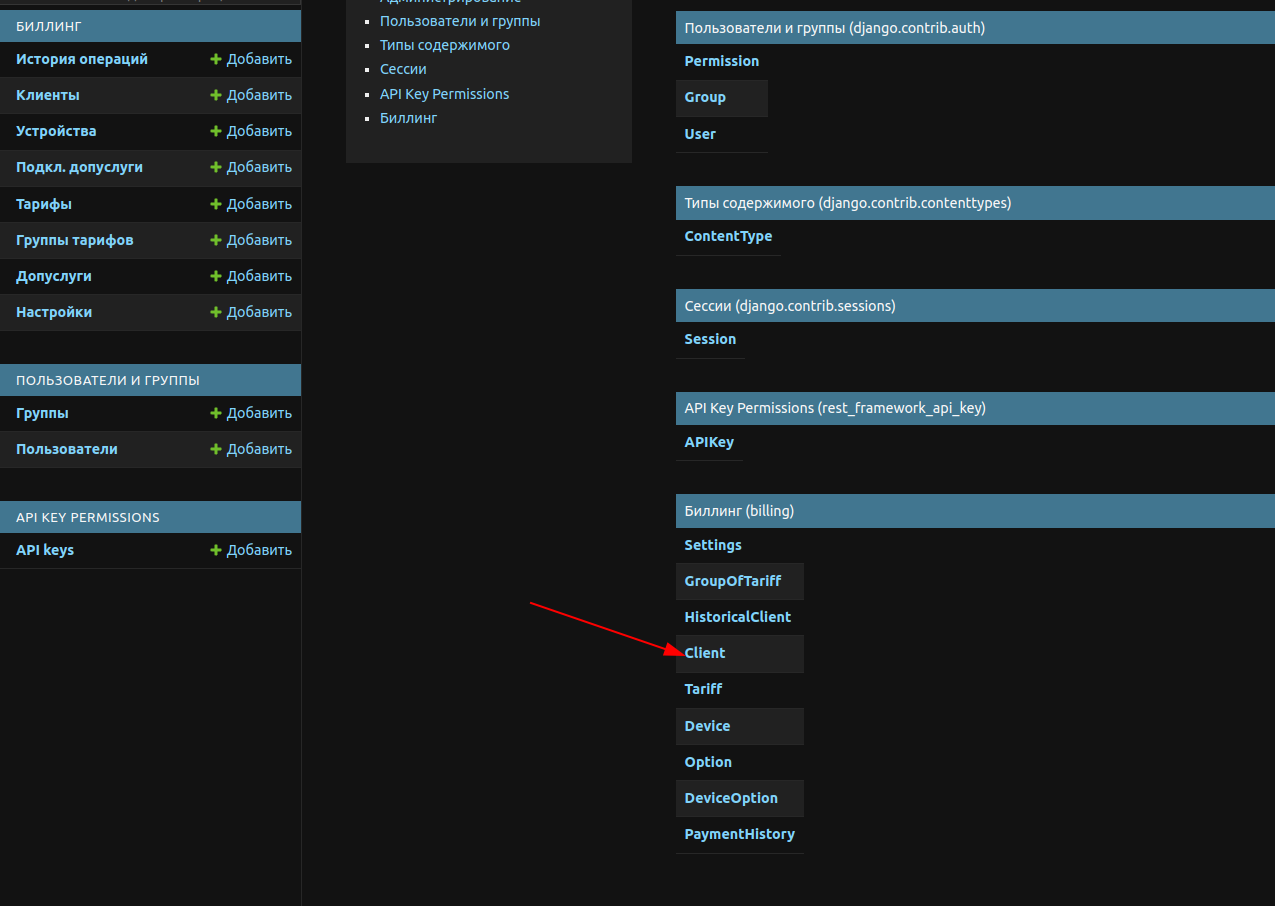 БИЛЛИНГ
История операций Добавить
Клиенты Добавить
Устройства Добавить
Подкл. допуслуги Добавить
Тарифы Добавить
Группы тарифов Добавить
Допуслуги Добавить
Настройки Добавить
ПОЛЬЗОВАТЕЛИ И ГРУППЫ
Группы Добавить
Пользователи Добавить
API KEY PERMISSIONS
API keys Добавить
Администрирование
Пользователи и группы
Типы содержимого
Сессии
API Key Permissions
Биллинг
Пользователи и группы (django.contrib.auth)
Permission
Group
User
Типы содержимого (django.contrib.contenttypes)
ContentType
Сессии (django.contrib.sessions)
Session
API Key Permissions (rest_framework_api_key)
APIKey
Биллинг (billing)
Settings
GroupOfTariff
HistoricalClient
Client
Tariff
Device
Option
DeviceOption
PaymentHistory